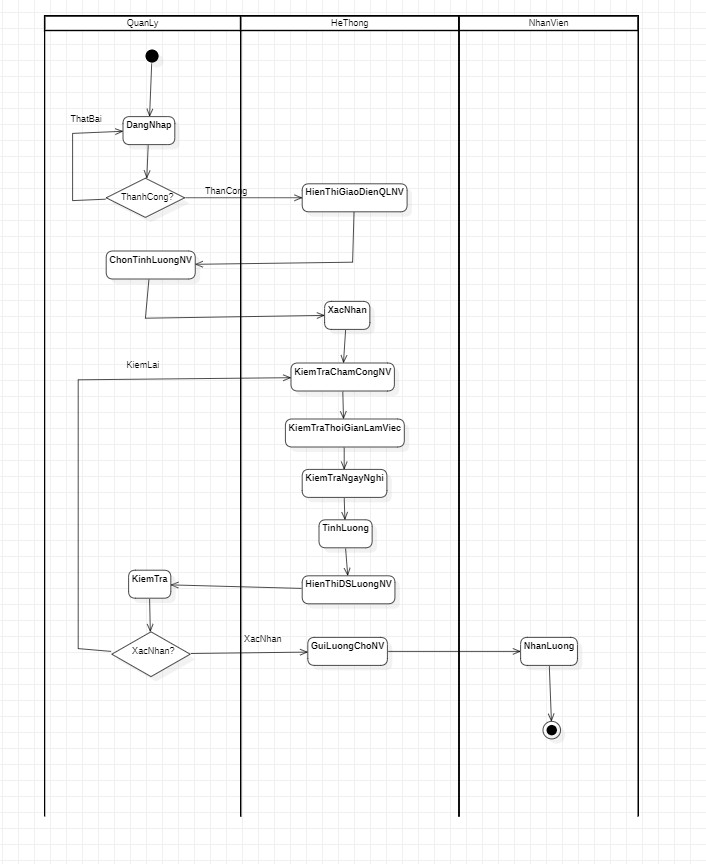 QuanLy
HeThong
NhanVien
ThatBai
DangNhap
ThanhCong?
ThanCong
HienThiGiaoDienQLNV
ChonTinhLuongNV
XacNhan
KiemLai
KiemTraChamCongNV
KiemTraThoiGianLamViec
KiemTraNgayNghi
TinhLuong
KiemTra
HienThiDSLuongNV
XacNhan?
XacNhan
GuiLuongChoNV
NhanLuong